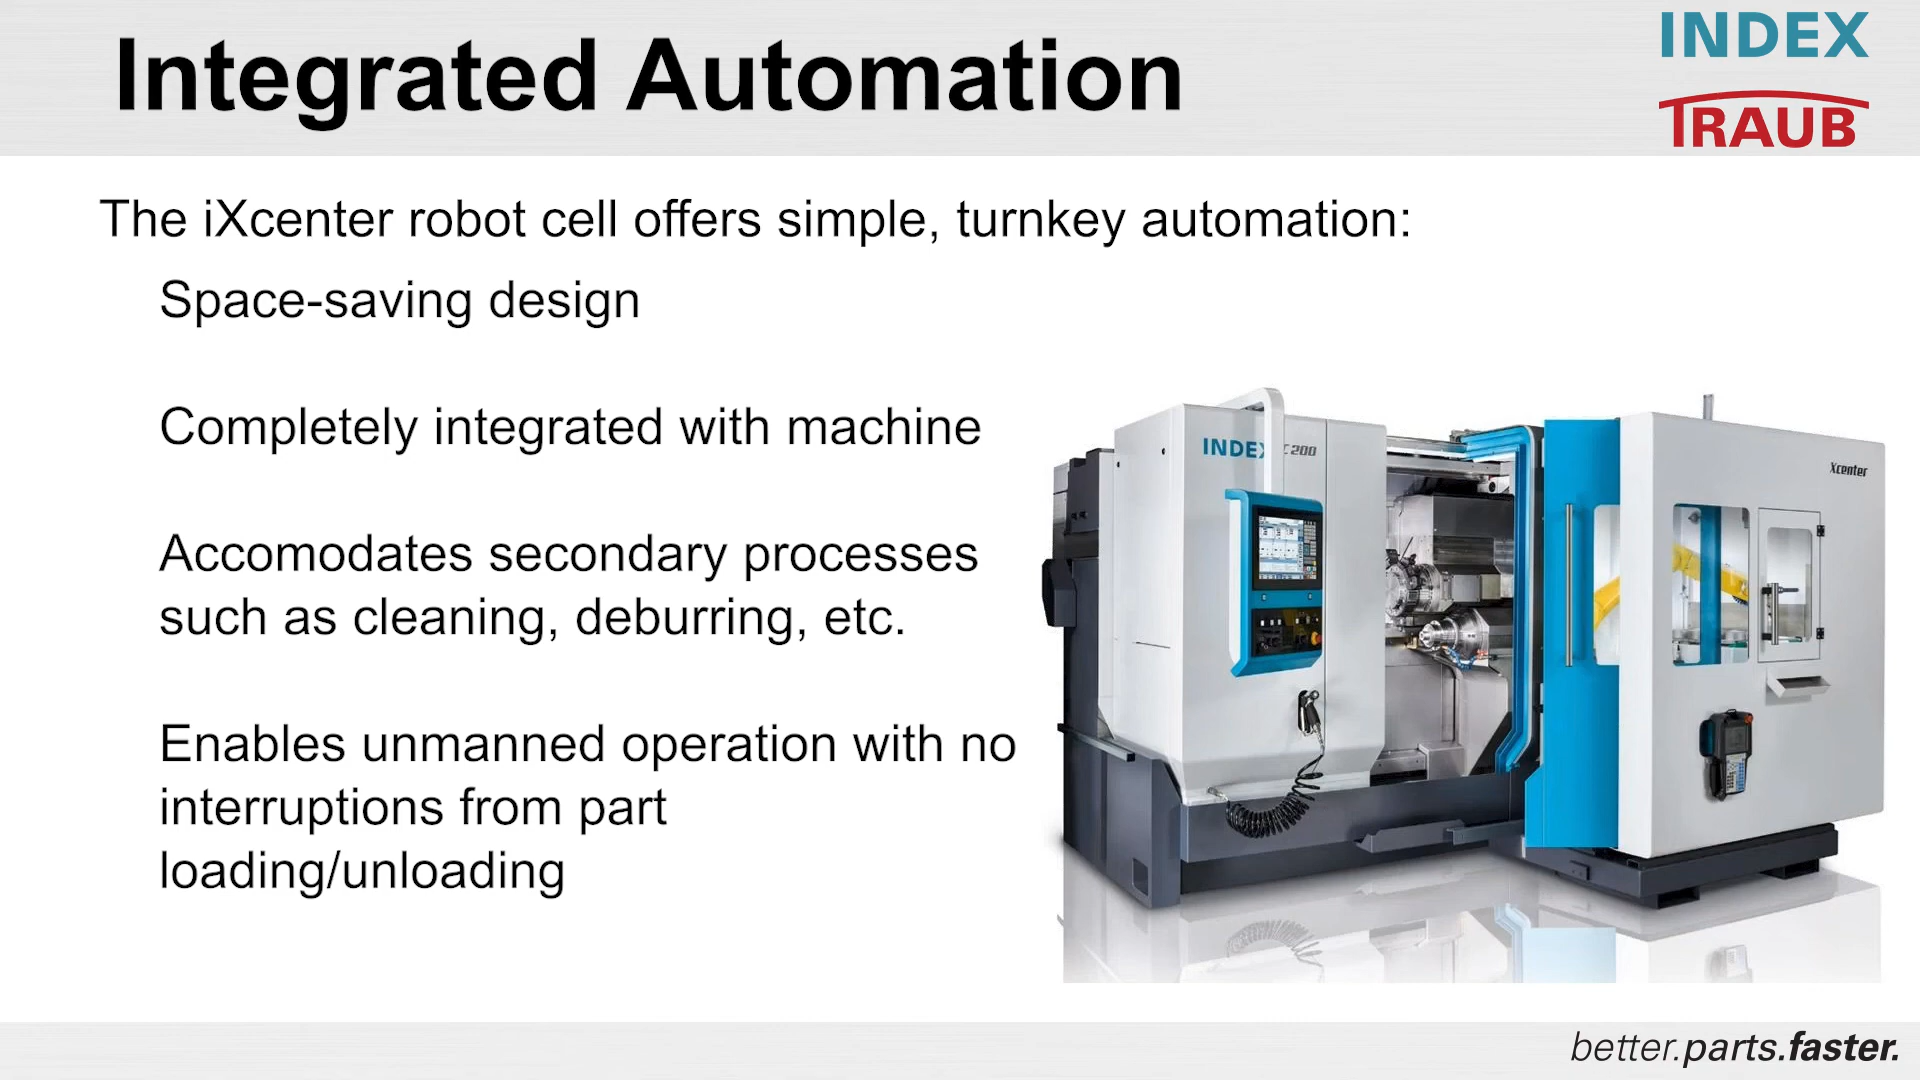 Integrated Automation
INDEX
TRAUB
The iXcenter robot cell offers simple, turnkey automation:
Space-saving design
Completely integrated with machine
Accomodates secondary processes
such as cleaning, deburring, etc.
Enables unmanned operation with no
interruptions from part
loading/unloading
INDEX C200
Xcenter
better.parts.faster.